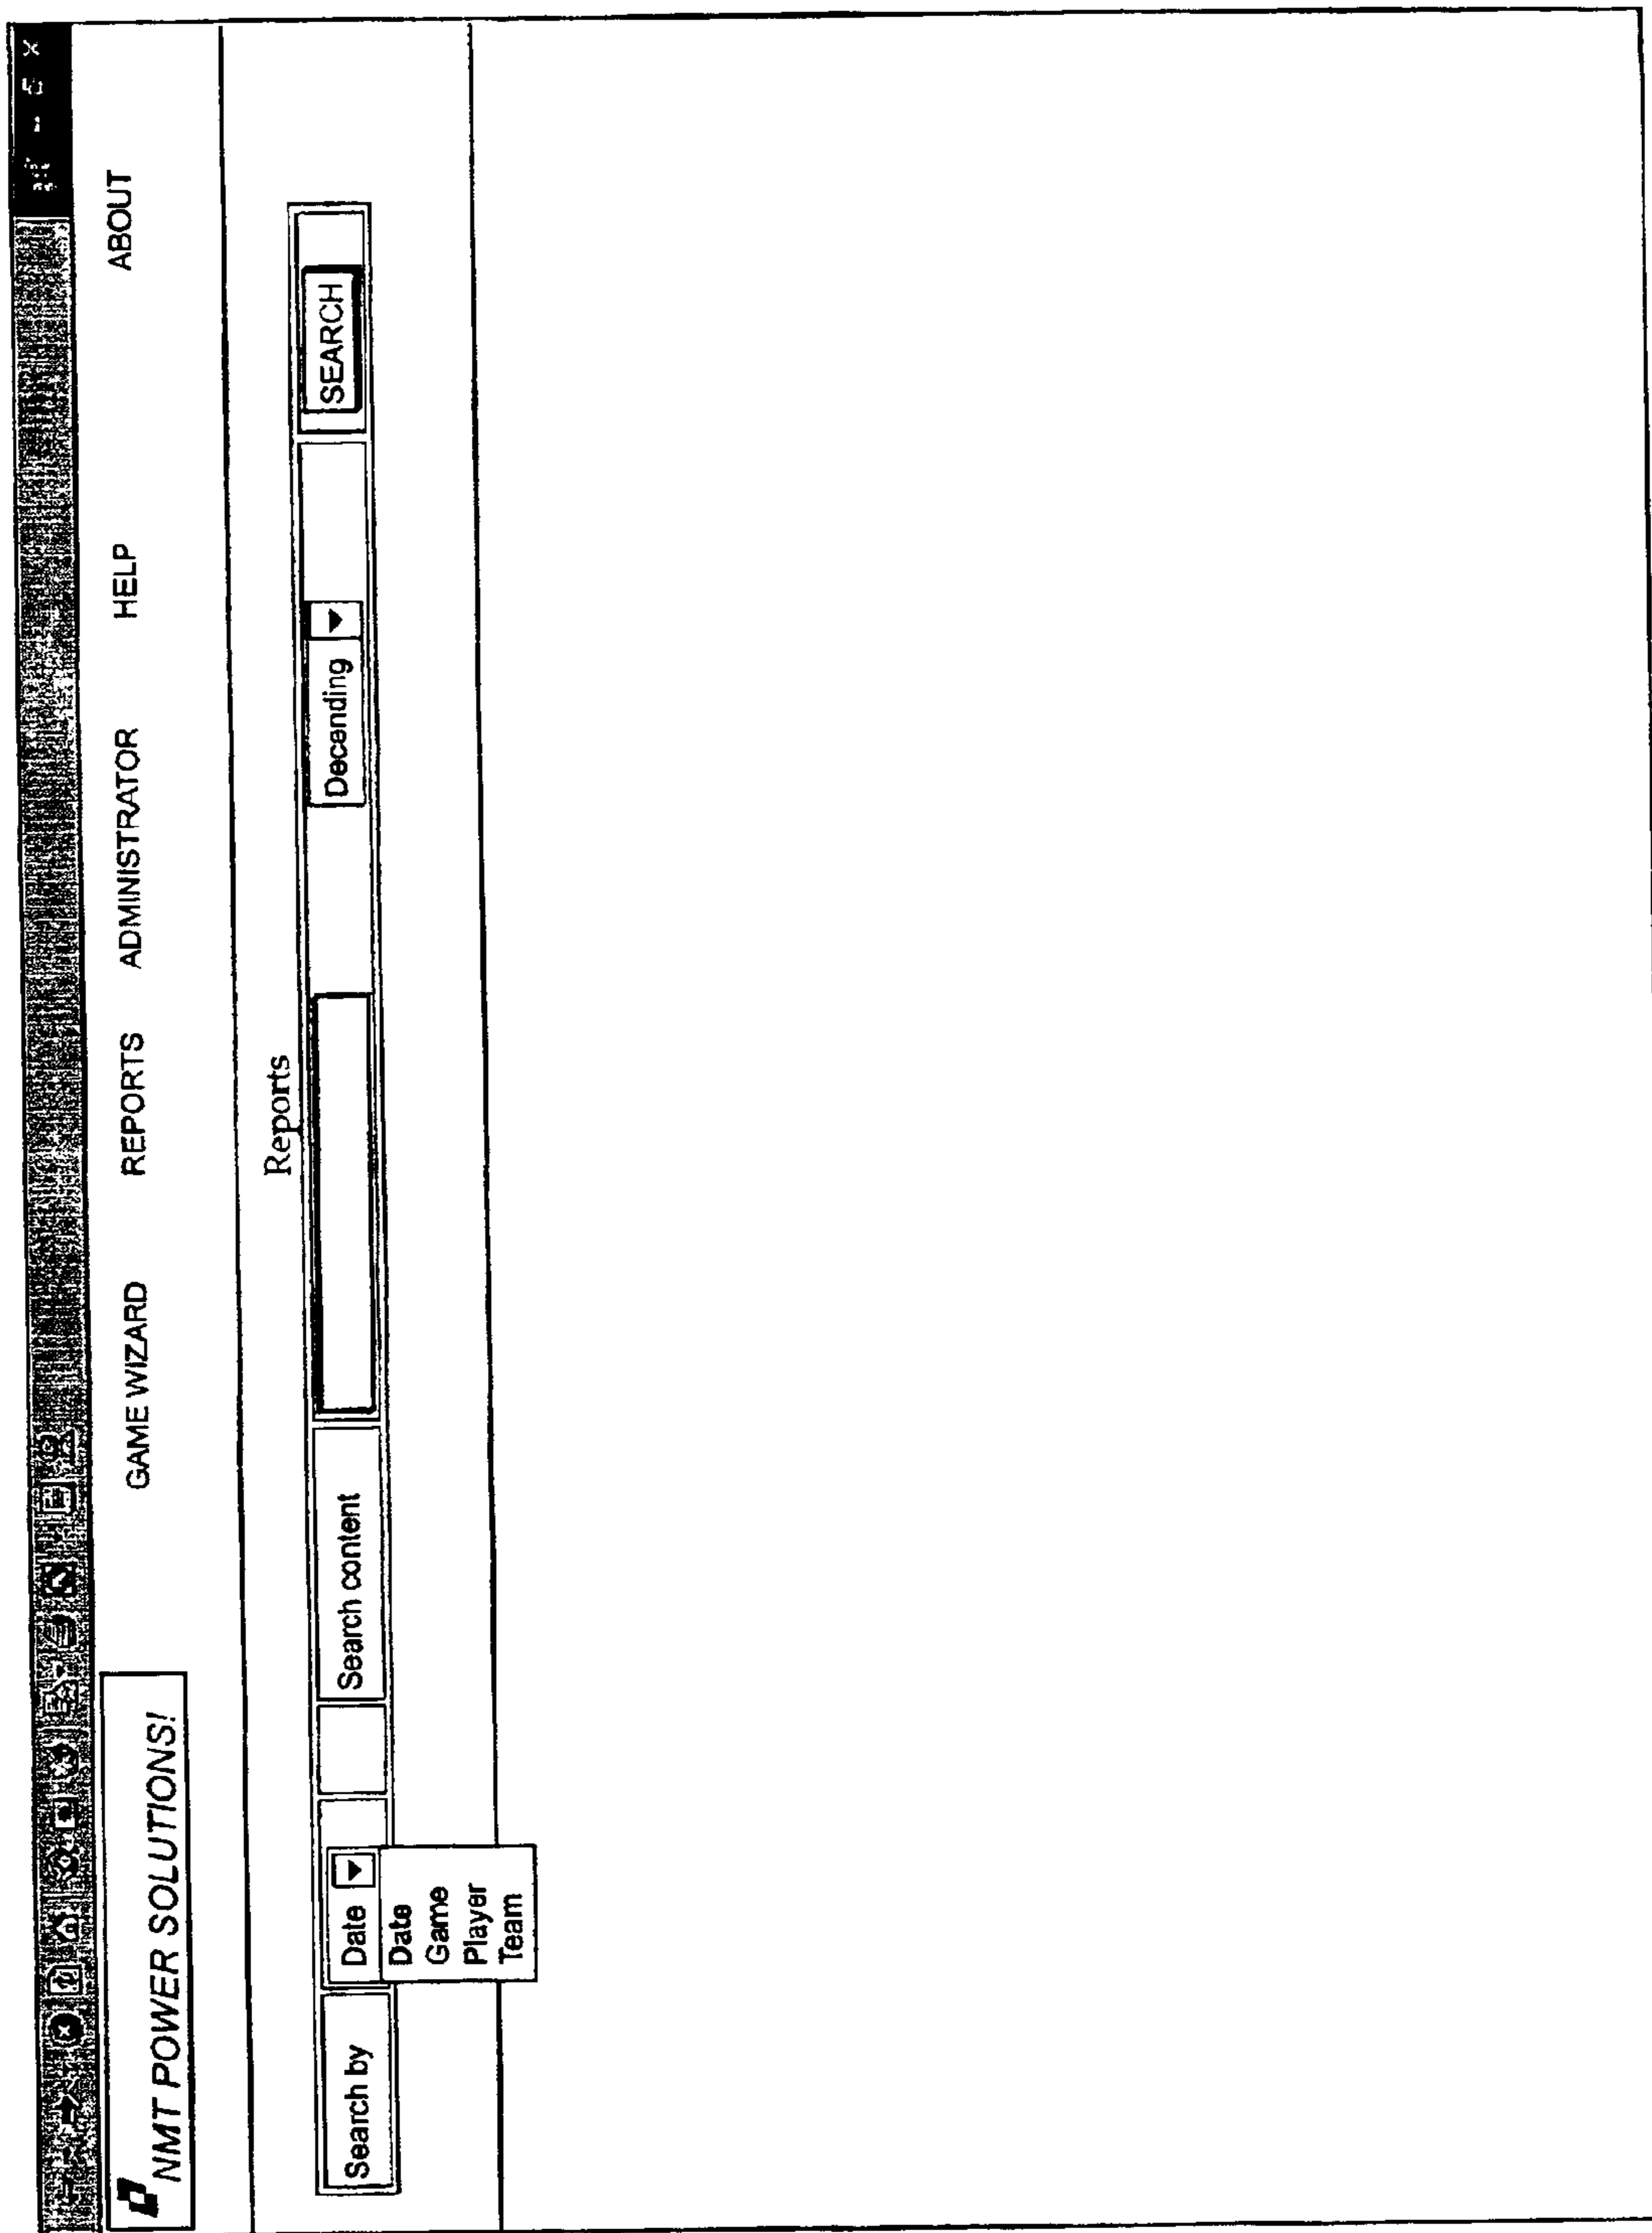 NMT POWER SOLUTIONS!
GAME WIZARD REPORTS ADMINISTRATOR HELP ABOUT
Reports
Search by Date Search content Decending SEARCH
Date
Game
Player
Team